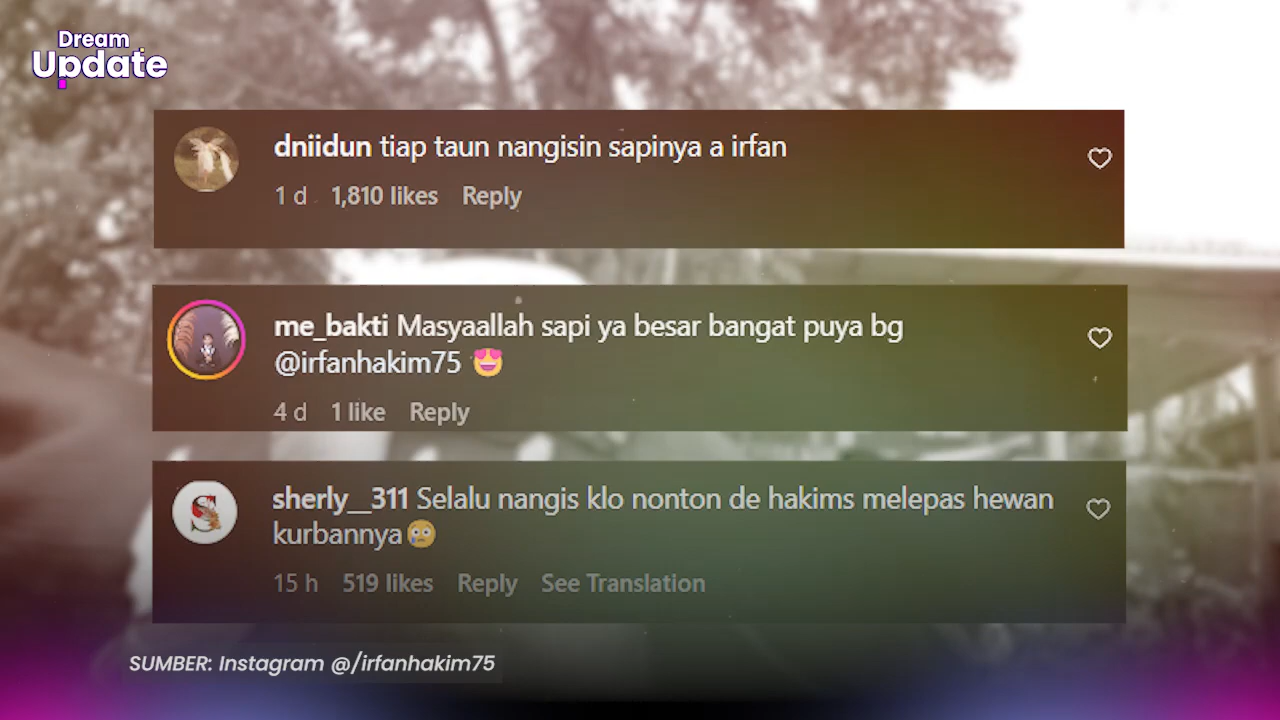 Dream
Update
dniidun tiap taun nangisin sapinya a irfan
1 d 1,810 likes Reply
me_bakti Masyaallah sapi ya besar bangat puya bg
@irfanhakim75 😍
4 d 1 like Reply
sherly__311 Selalu nangis klo nonton de hakims melepas hewan
kurbannya😢
15 h 519 likes Reply See Translation
SUMBER: Instagram @/irfanhakim75